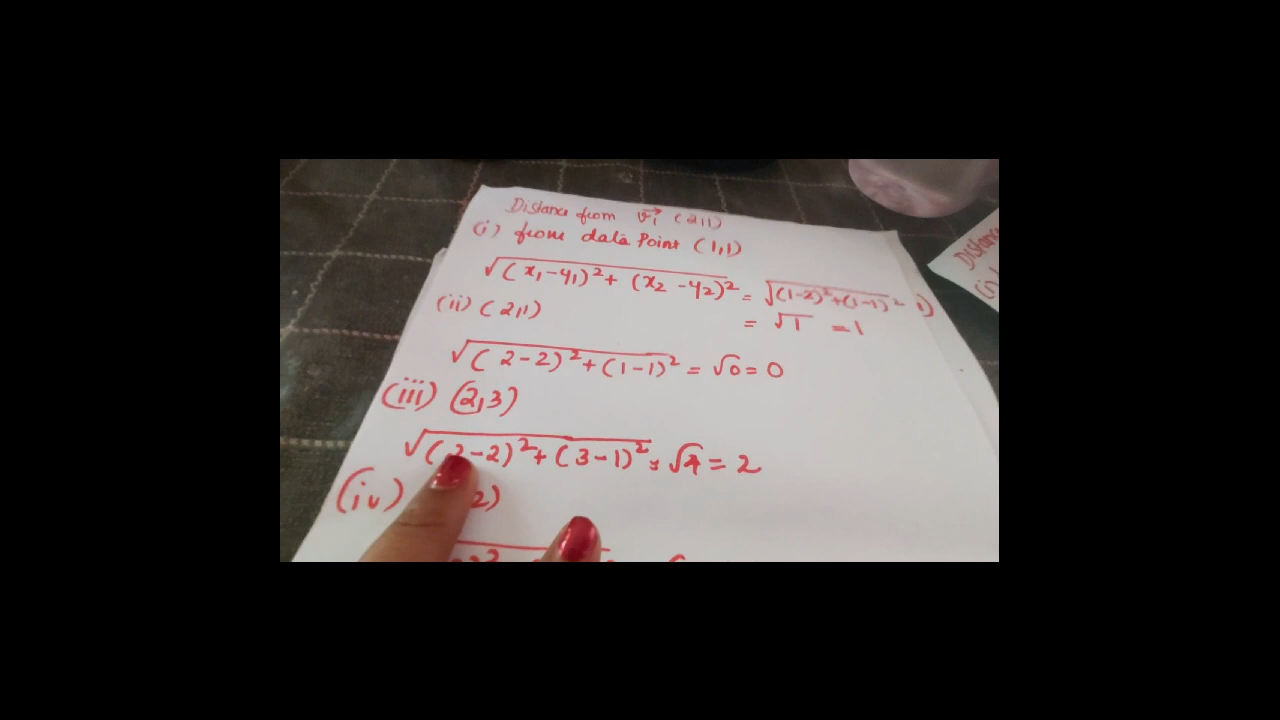 Distance from v₁→ (2,1)
(i) from data Point (1,1)
√(x₁-y₁)²+(x₂-y₂)² = √(1-2)²+(1-1)²
= √1 = 1
(ii) (2,1)
√(2-2)²+(1-1)² = √0 = 0
(iii) (2,3)
√(2-2)²+(3-1)² = √4 = 2
(iv) 2)
Distance
(i)